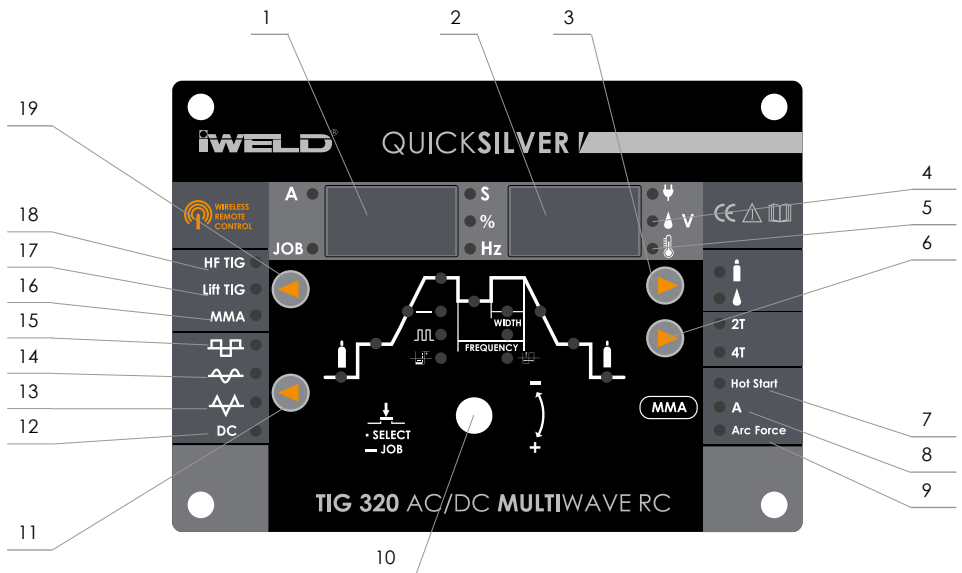 1 2 3
19
iWELD® QUICKSILVER
4
A S V
WIRELESS
REMOTE
CONTROL
CE
%
5
JOB Hz
18
6
HF TIG
17
Lift TIG
16
MMA
WIDTH
2T
15
FREQUENCY
4T
14
Hot Start
13
MMA
A
12
DC
Arc Force
7
• SELECT
— JOB
–
+
8
9
TIG 320 AC/DC MULTIWAVE RC
11
10